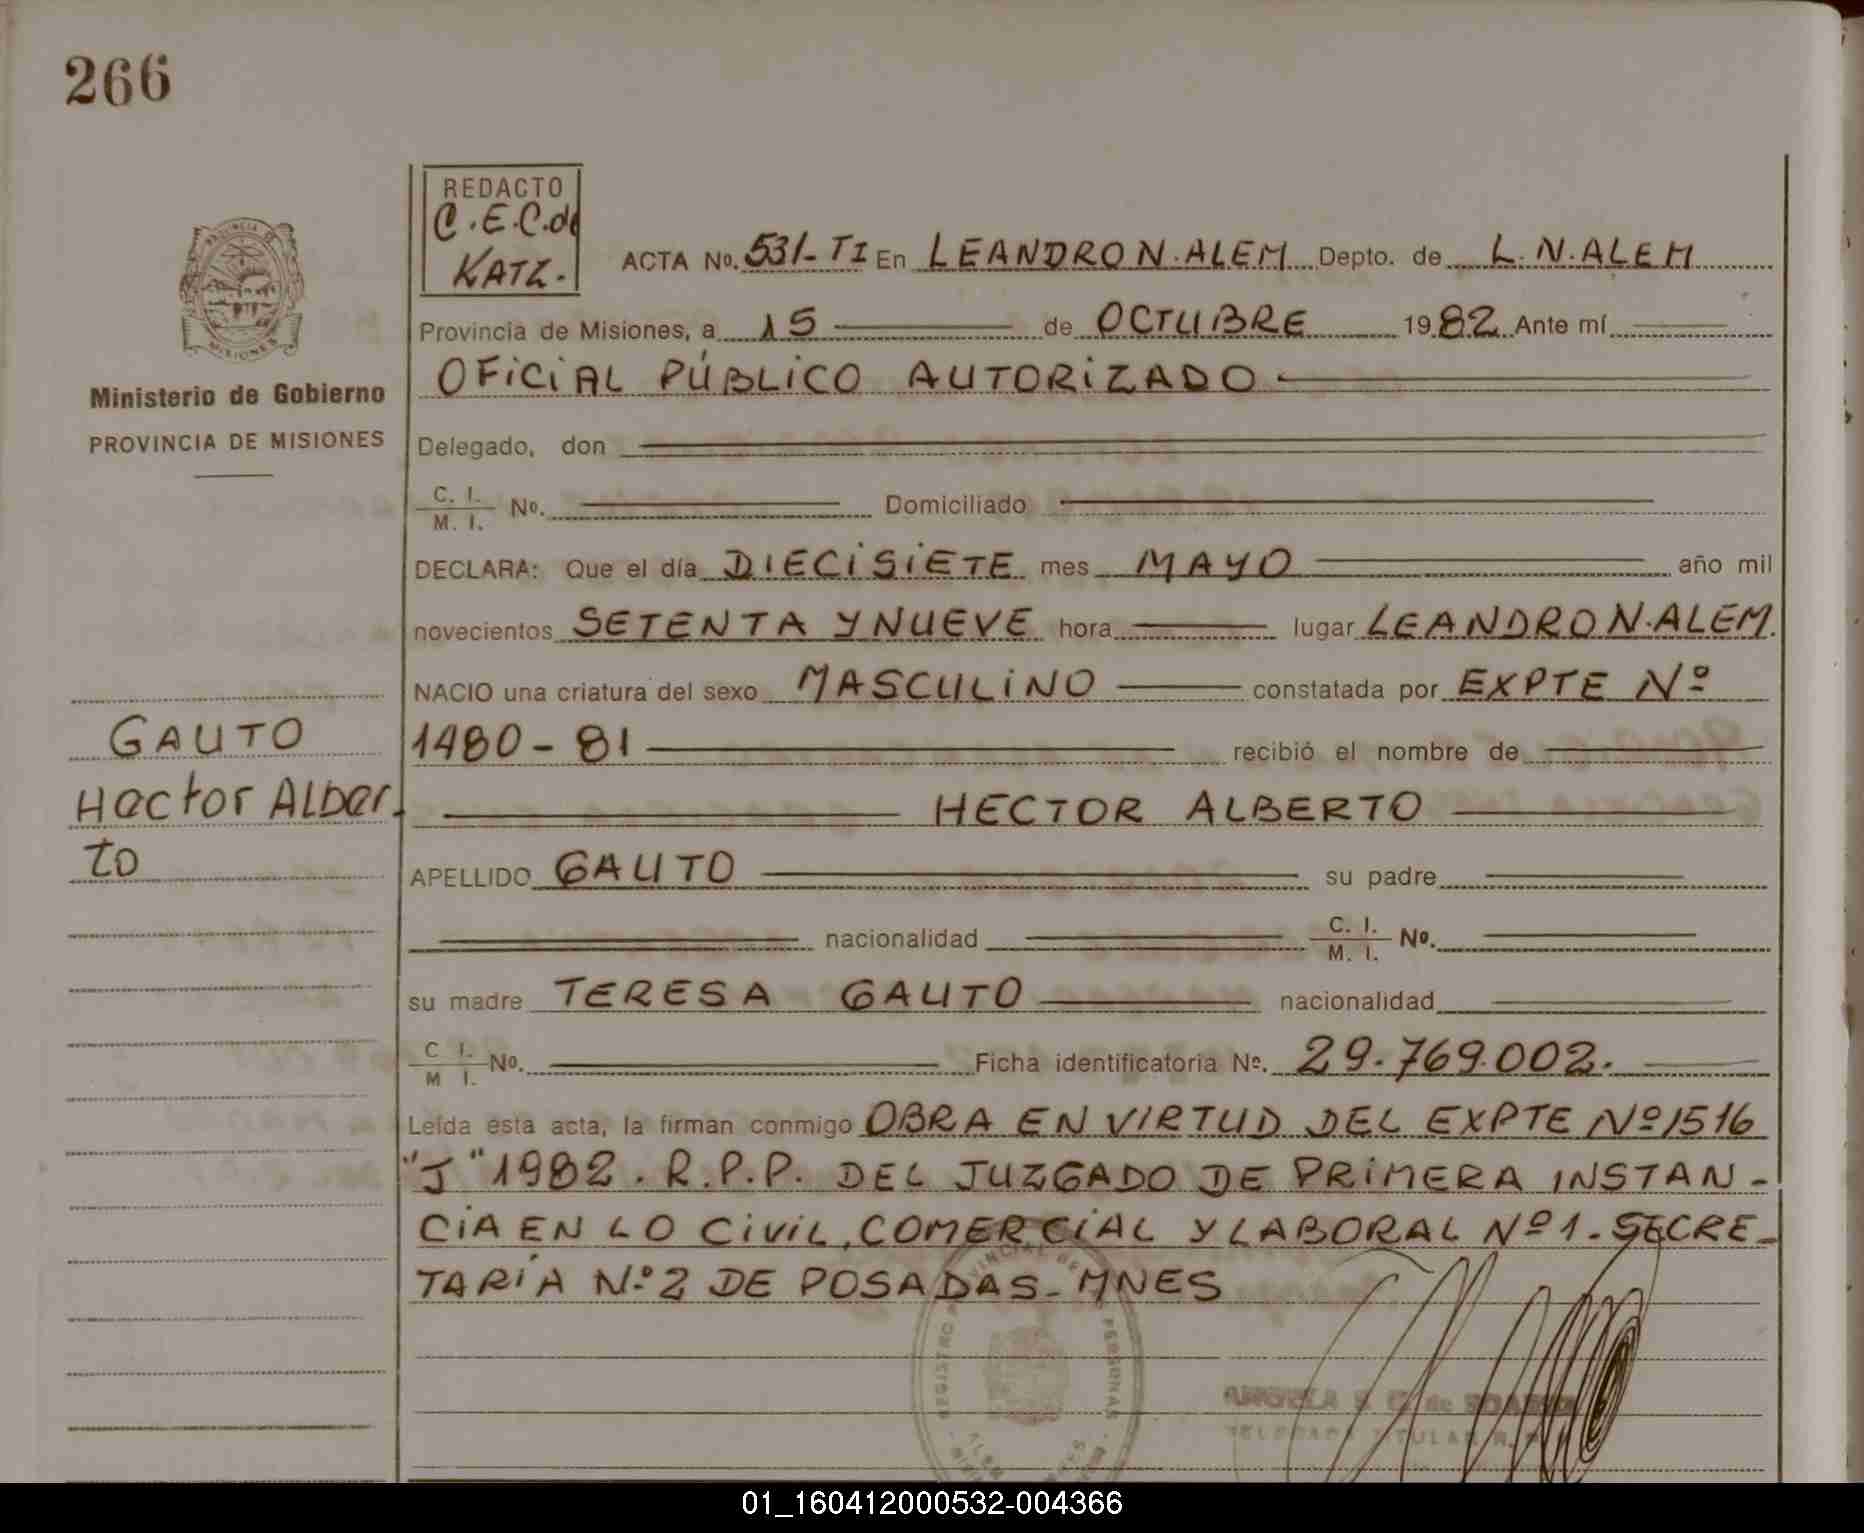 266
REDACTO
C.E.C.de
KATZ.
ACTA No. 531-TI En LEANDRO N. ALEM Depto. de L. N. ALEM
Provincia de Misiones, a 15 de OCTUBRE 1982 Ante mí
OFICIAL PÚBLICO AUTORIZADO
Ministerio de Gobierno
PROVINCIA DE MISIONES
Delegado, don
C. I. / M. I. No. Domiciliado
DECLARA: Que el día DIECISIETE mes MAYO año mil
novecientos SETENTA Y NUEVE hora lugar LEANDRO N. ALEM.
NACIO una criatura del sexo MASCULINO constatada por EXPTE Nº
GAUTO
1480-81 recibió el nombre de
Hector Alber-
HECTOR ALBERTO
to
APELLIDO GAUTO su padre
nacionalidad C. I. / M. I. No.
su madre TERESA GAUTO nacionalidad
C I. / M I. No. Ficha identificatoria Nº. 29.769.002.
Leída esta acta, la firman conmigo OBRA EN VIRTUD DEL EXPTE Nº 1516
"J" 1982. R.P.P. DEL JUZGADO DE PRIMERA INSTAN-
CIA EN LO CIVIL, COMERCIAL Y LABORAL Nº 1. SECRE-
TARÍA Nº 2 DE POSADAS-MNES
01_160412000532-004366